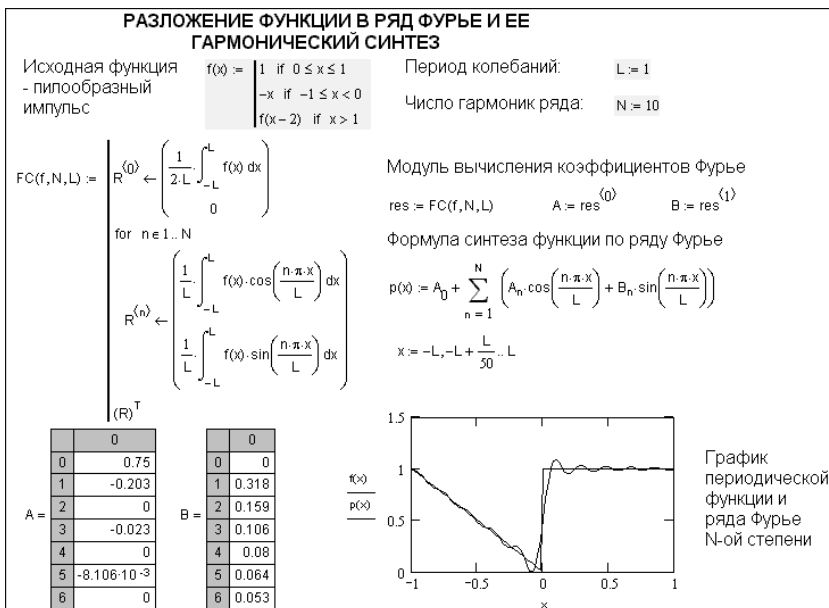 РАЗЛОЖЕНИЕ ФУНКЦИИ В РЯД ФУРЬЕ И ЕЕ
ГАРМОНИЧЕСКИЙ СИНТЕЗ
Исходная функция
- пилообразный
импульс
f(x) := 1 if 0 ≤ x ≤ 1
-x if -1 ≤ x < 0
f(x-2) if x > 1
Период колебаний: L := 1
Число гармоник ряда: N := 10
FC(f,N,L) := R^⟨0⟩ ← ( 1/(2·L) · ∫_{-L}^{L} f(x) dx
0 )
for n ∈ 1.. N
R^⟨n⟩ ← ( 1/L · ∫_{-L}^{L} f(x)·cos(n·π·x/L) dx
1/L · ∫_{-L}^{L} f(x)·sin(n·π·x/L) dx )
(R)^T
Модуль вычисления коэффициентов Фурье
res := FC(f,N,L) A := res^⟨0⟩ B := res^⟨1⟩
Формула синтеза функции по ряду Фурье
p(x) := A_0 + ∑_{n = 1}^{N} (A_n·cos(n·π·x/L) + B_n·sin(n·π·x/L))
x := -L, -L + L/50 .. L
A =
0
0 0.75
1 -0.203
2 0
3 -0.023
4 0
5 -8.106·10^-3
6 0
B =
0
0 0
1 0.318
2 0.159
3 0.106
4 0.08
5 0.064
6 0.053
f(x)
p(x)
1.5
1
0.5
0
-1 -0.5 0 0.5 1
x
График
периодической
функции и
ряда Фурье
N-ой степени